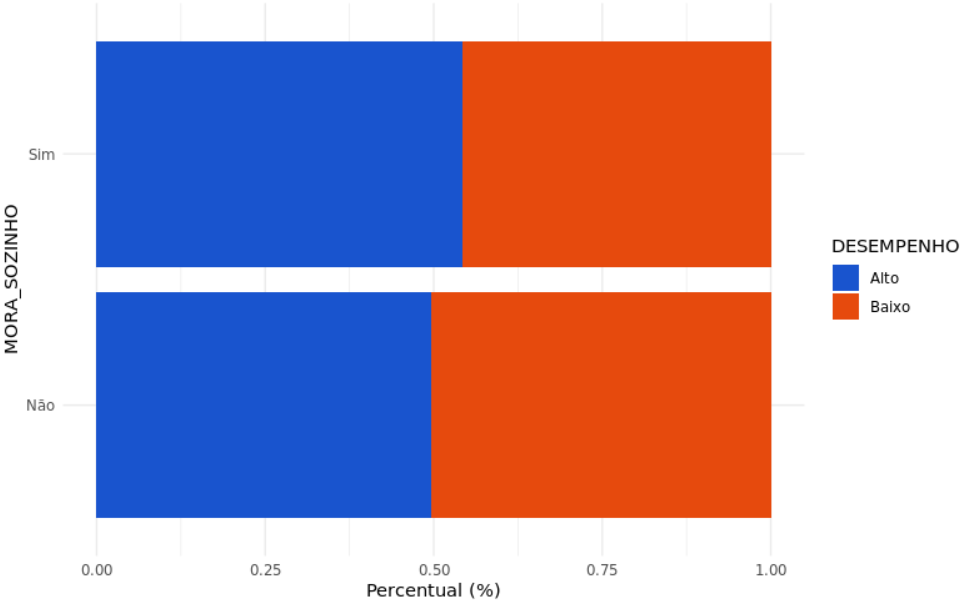 MORA_SOZINHO
Sim
Não
0.00
0.25
0.50
0.75
1.00
Percentual (%)
DESEMPENHO
Alto
Baixo